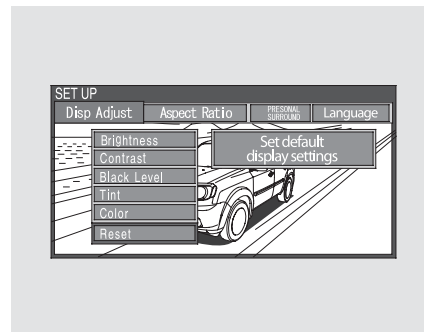 SET UP
Disp Adjust
Aspect Ratio
PRESONAL
SURROUND
Language
Brightness
Contrast
Black Level
Tint
Color
Reset
Set default
display settings